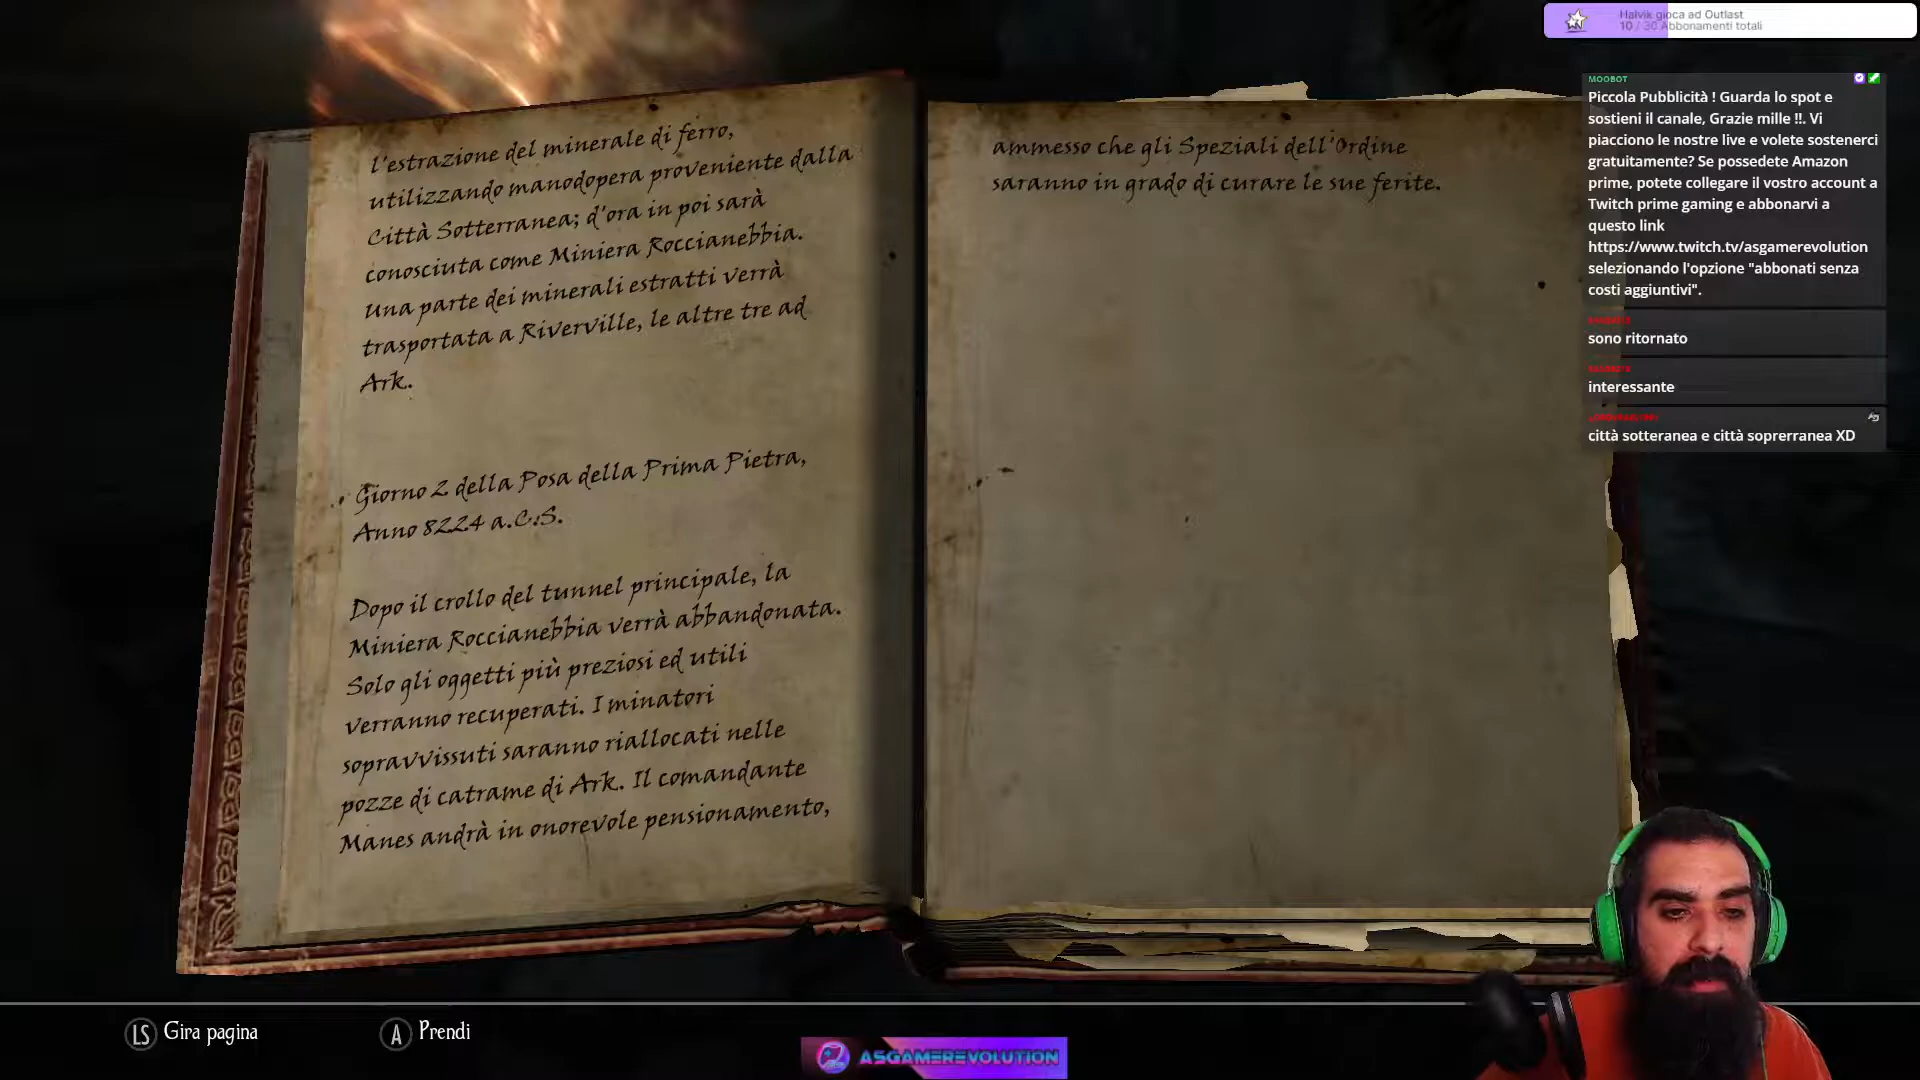 l'estrazione del minerale di ferro,
utilizzando manodopera proveniente dalla
Città Sotterranea; d'ora in poi sarà
conosciuta come Miniera Roccianebbia.
Una parte dei minerali estratti verrà
trasportata a Riverville, le altre tre ad
Ark.
Giorno 2 della Posa della Prima Pietra,
Anno 8224 a.C:S.
Dopo il crollo del tunnel principale, la
Miniera Roccianebbia verrà abbandonata.
Solo gli oggetti più preziosi ed utili
verranno recuperati. I minatori
sopravvissuti saranno riallocati nelle
pozze di catrame di Ark. Il comandante
Manes andrà in onorevole pensionamento,
ammesso che gli Speziali dell'Ordine
saranno in grado di curare le sue ferite.
Halvik gioca ad Outlast
10 / 30 Abbonamenti totali
MOOBOT
Piccola Pubblicità ! Guarda lo spot e
sostieni il canale, Grazie mille !!. Vi
piacciono le nostre live e volete sostenerci
gratuitamente? Se possedete Amazon
prime, potete collegare il vostro account a
Twitch prime gaming e abbonarvi a
questo link
https://www.twitch.tv/asgamerevolution
selezionando l'opzione "abbonati senza
costi aggiuntivi".
sono ritornato
interessante
città sotteranea e città soprerranea XD
LS Gira pagina
A Prendi
ASGAMEREVOLUTION